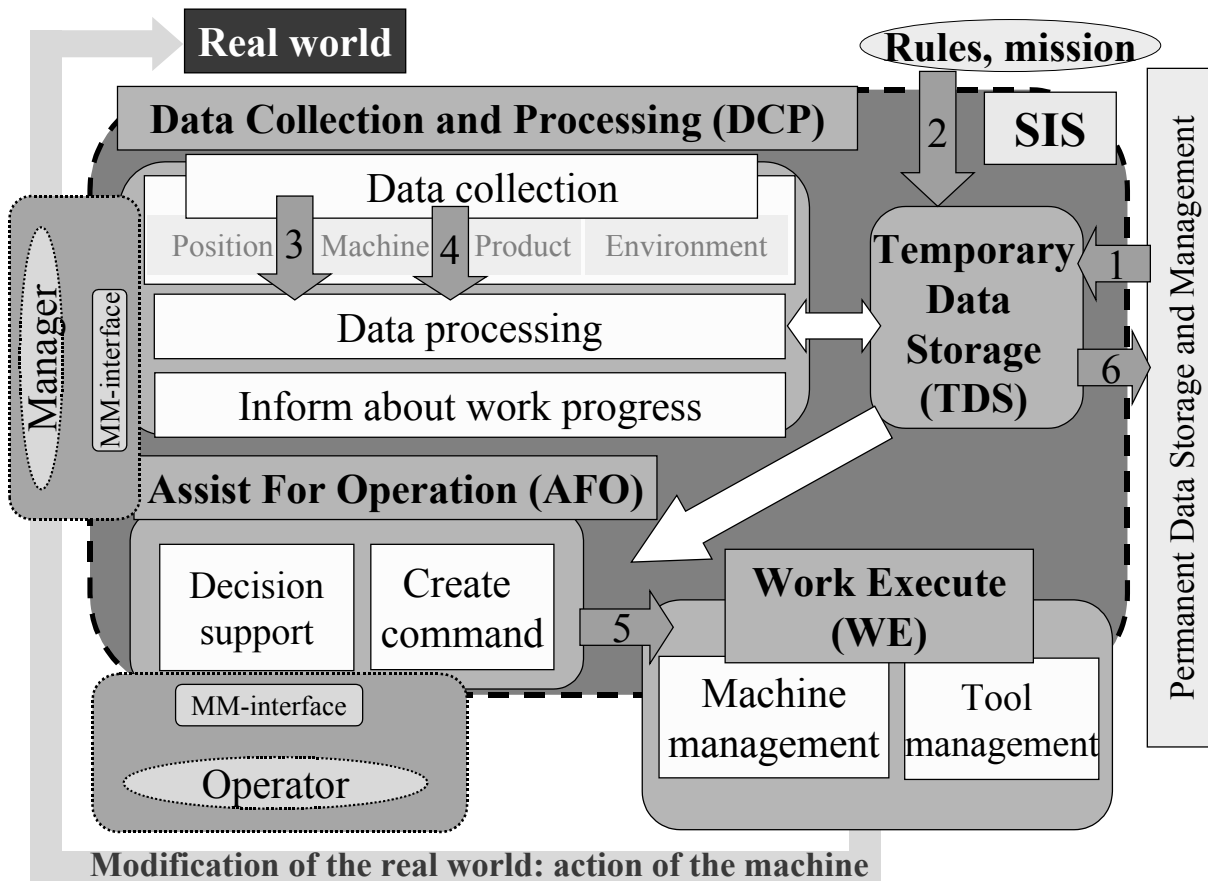 Real world
Rules, mission
Data Collection and Processing (DCP)
2
SIS
Data collection
3
4
Position
Machine
Product
Environment
Temporary
Data
Storage
(TDS)
1
6
Permanent Data Storage and Management
Manager
MM-interface
Data processing
Inform about work progress
Assist For Operation (AFO)
Decision
support
Create
command
5
Work Execute
(WE)
Machine
management
Tool
management
MM-interface
Operator
Modification of the real world: action of the machine